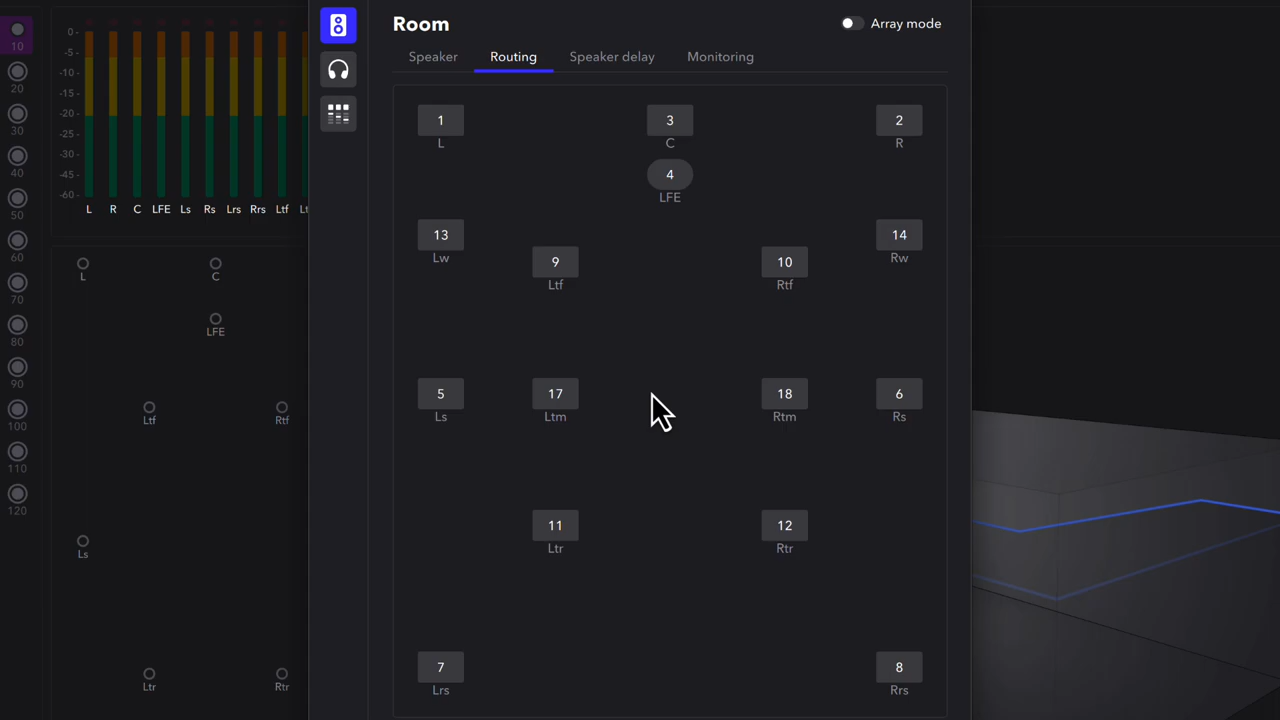 10
20
30
40
50
60
70
80
90
100
110
120
0-
-5-
-10-
-15-
-20-
-25-
-30-
-45-
-60-
L R C LFE Ls Rs Lrs Rrs Ltf
L
C
LFE
Ltf
Rtf
Ls
Ltr
Rtr
Room
Array mode
Speaker Routing Speaker delay Monitoring
1
L
3
C
2
R
4
LFE
13
Lw
14
Rw
9
Ltf
10
Rtf
5
Ls
17
Ltm
18
Rtm
6
Rs
11
Ltr
12
Rtr
7
Lrs
8
Rrs